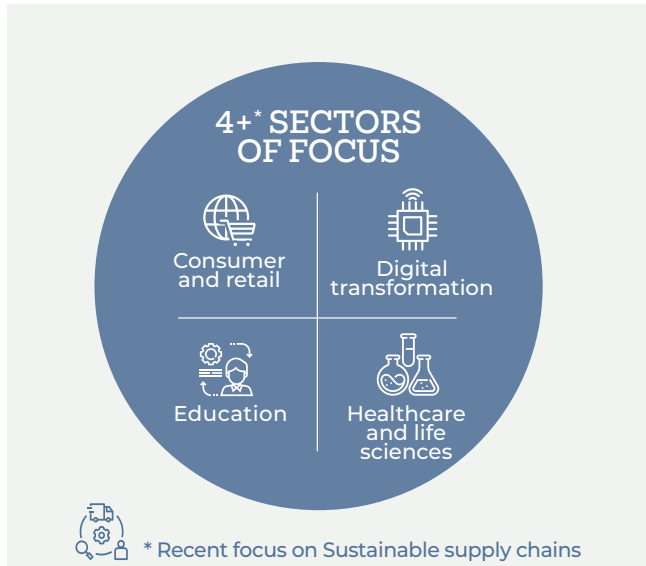 4+* SECTORS
OF FOCUS
Consumer
and retail
Digital
transformation
Education
Healthcare
and life
sciences
* Recent focus on Sustainable supply chains